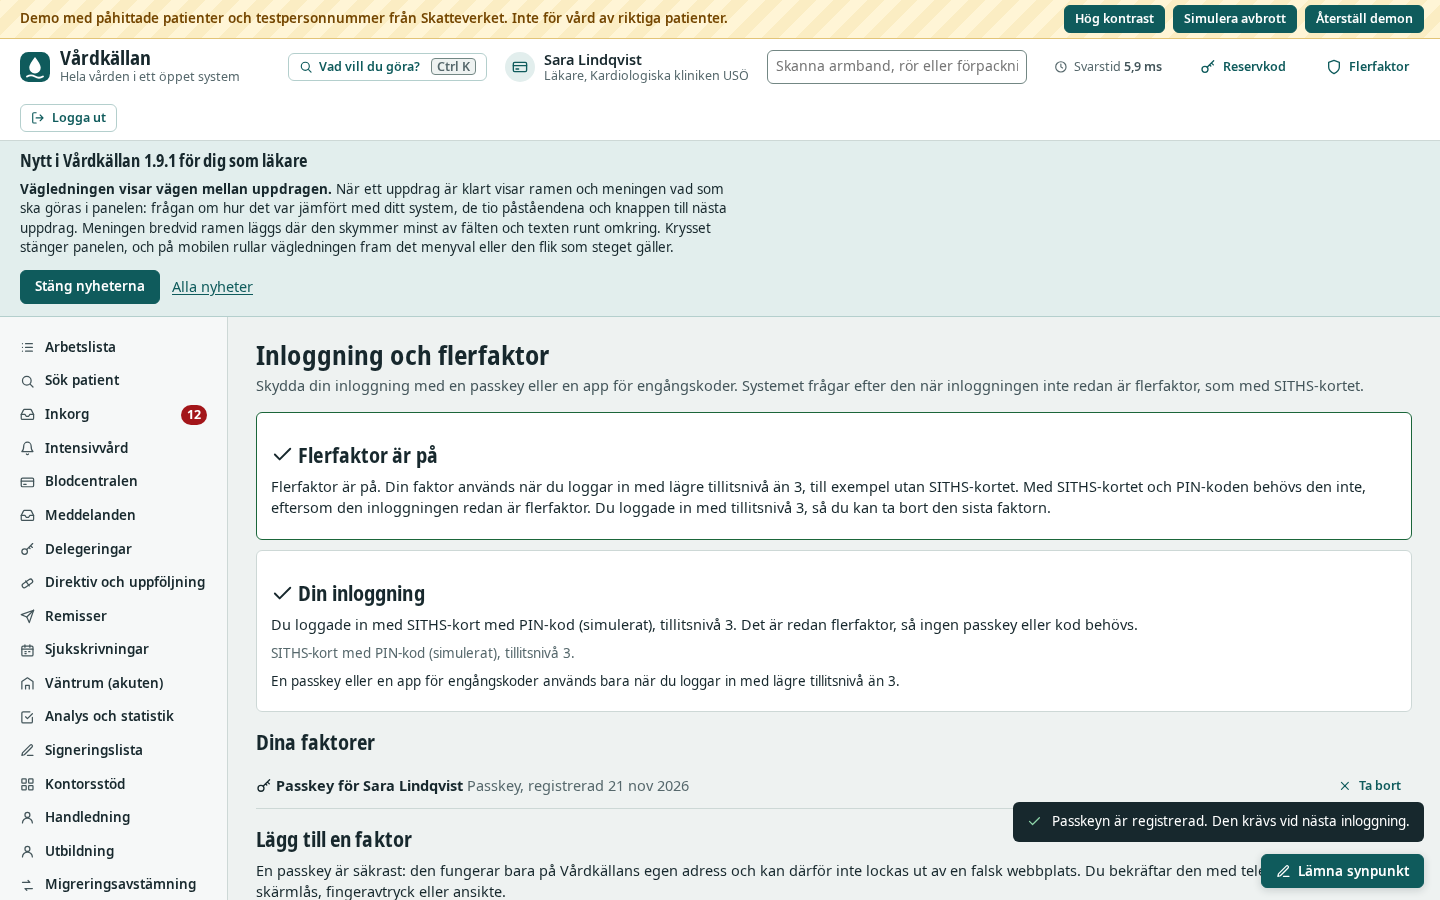 Demo med påhittade patienter och testpersonnummer från Skatteverket. Inte för vård av riktiga patienter.
Hög kontrast
Simulera avbrott
Återställ demon
Vårdkällan
Hela vården i ett öppet system
Vad vill du göra? Ctrl K
Sara Lindqvist
Läkare, Kardiologiska kliniken USÖ
Skanna armband, rör eller förpackni
Svarstid 5,9 ms
Reservkod
Flerfaktor
Logga ut
Nytt i Vårdkällan 1.9.1 för dig som läkare
Vägledningen visar vägen mellan uppdragen. När ett uppdrag är klart visar ramen och meningen vad som
ska göras i panelen: frågan om hur det var jämfört med ditt system, de tio påståendena och knappen till nästa
uppdrag. Meningen bredvid ramen läggs där den skymmer minst av fälten och texten runt omkring. Krysset
stänger panelen, och på mobilen rullar vägledningen fram det menyval eller den flik som steget gäller.
Stäng nyheterna
Alla nyheter
Arbetslista
Sök patient
Inkorg 12
Intensivvård
Blodcentralen
Meddelanden
Delegeringar
Direktiv och uppföljning
Remisser
Sjukskrivningar
Väntrum (akuten)
Analys och statistik
Signeringslista
Kontorsstöd
Handledning
Utbildning
Migreringsavstämning
Inloggning och flerfaktor
Skydda din inloggning med en passkey eller en app för engångskoder. Systemet frågar efter den när inloggningen inte redan är flerfaktor, som med SITHS-kortet.
Flerfaktor är på
Flerfaktor är på. Din faktor används när du loggar in med lägre tillitsnivå än 3, till exempel utan SITHS-kortet. Med SITHS-kortet och PIN-koden behövs den inte,
eftersom den inloggningen redan är flerfaktor. Du loggade in med tillitsnivå 3, så du kan ta bort den sista faktorn.
Din inloggning
Du loggade in med SITHS-kort med PIN-kod (simulerat), tillitsnivå 3. Det är redan flerfaktor, så ingen passkey eller kod behövs.
SITHS-kort med PIN-kod (simulerat), tillitsnivå 3.
En passkey eller en app för engångskoder används bara när du loggar in med lägre tillitsnivå än 3.
Dina faktorer
Passkey för Sara Lindqvist Passkey, registrerad 21 nov 2026
Ta bort
Passkeyn är registrerad. Den krävs vid nästa inloggning.
Lägg till en faktor
En passkey är säkrast: den fungerar bara på Vårdkällans egen adress och kan därför inte lockas ut av en falsk webbplats. Du bekräftar den med
skärmlås, fingeravtryck eller ansikte.
Lämna synpunkt